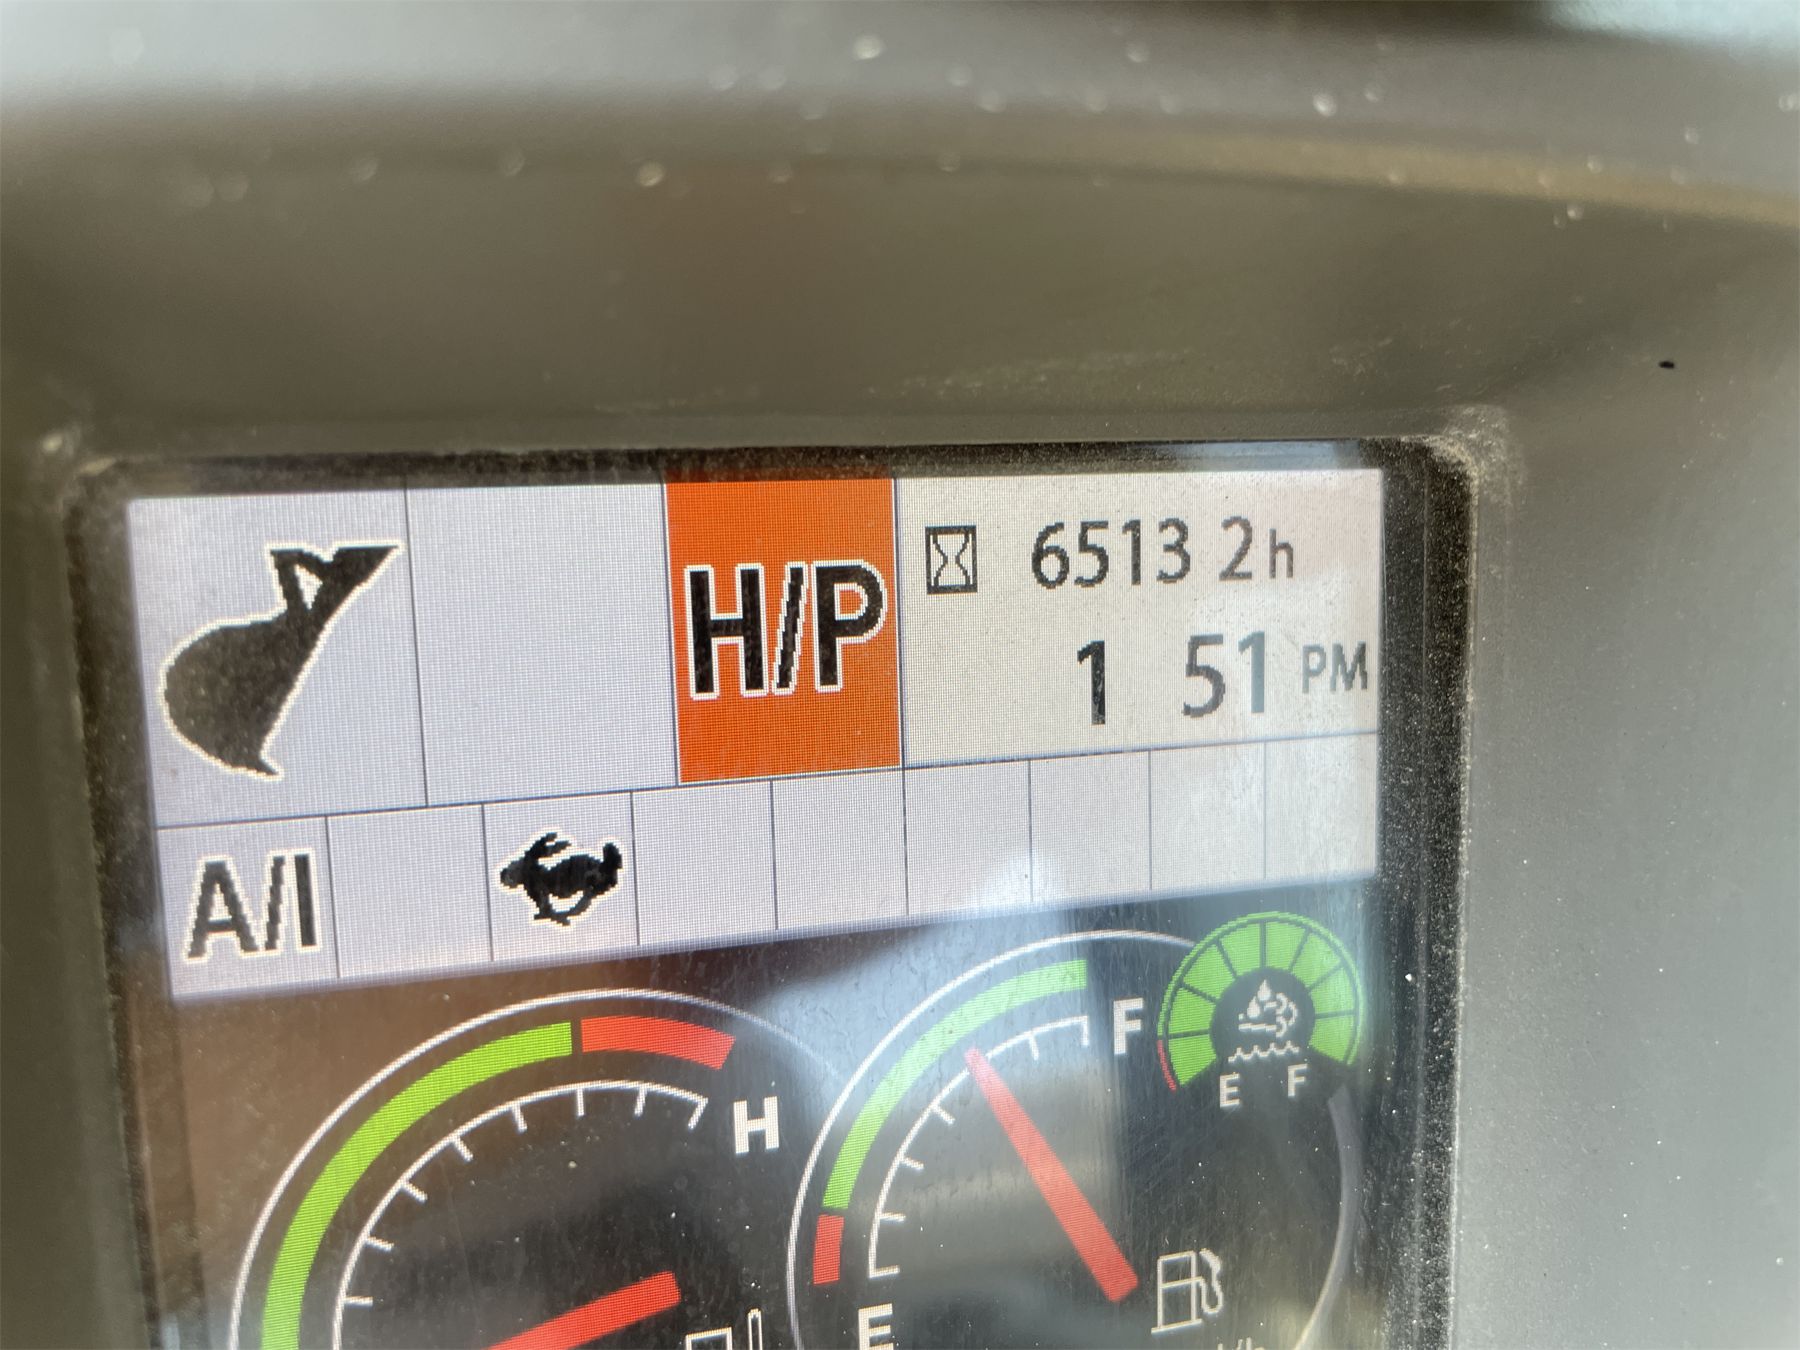 H/P
6513 2h
1 51 PM
A/I
H
F
E F
E